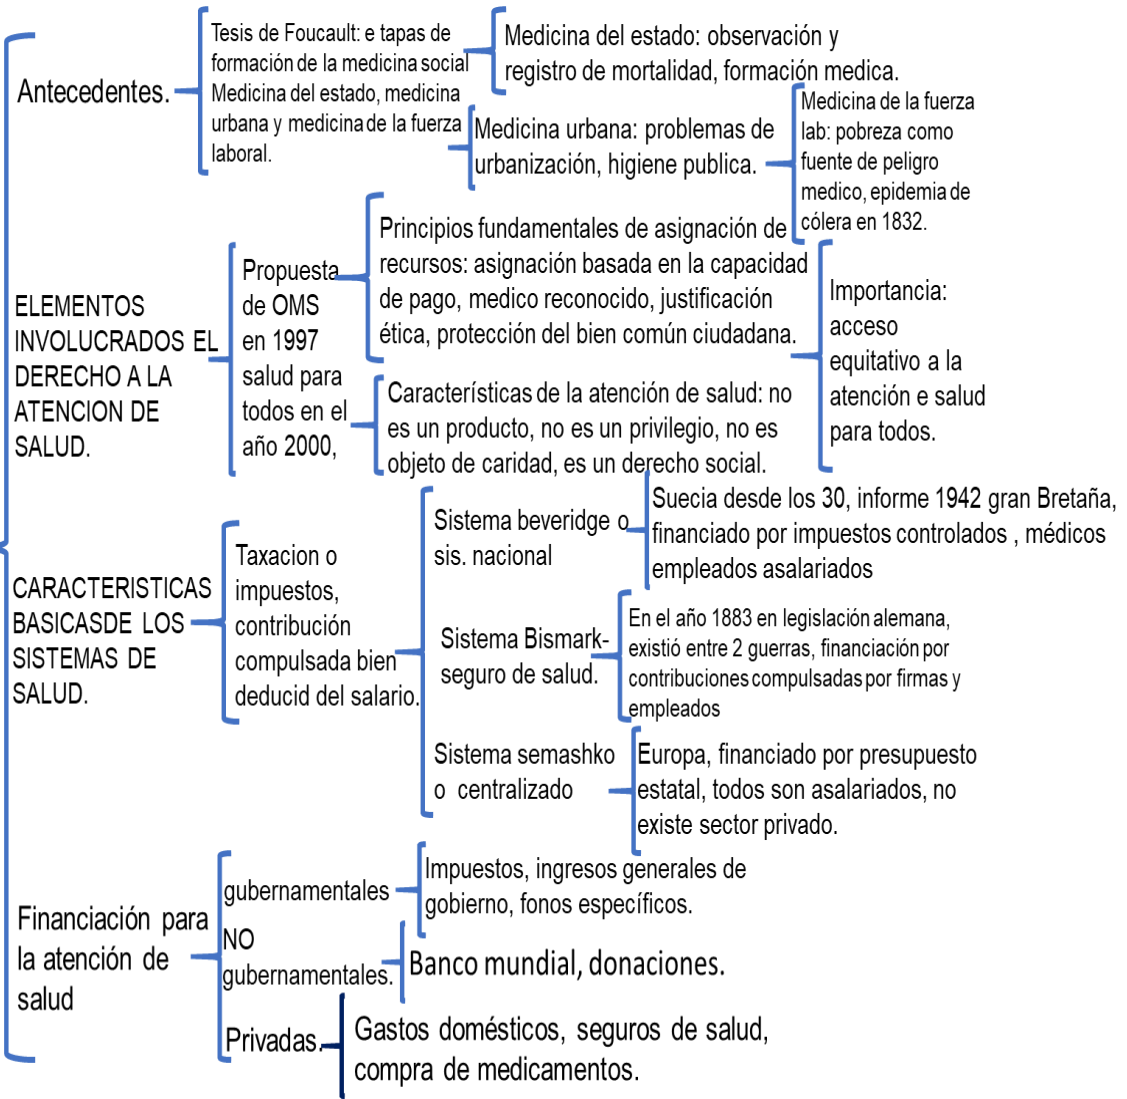 Antecedentes.
Tesis de Foucault: e tapas de
formación de la medicina social
Medicina del estado, medicina
urbana y medicina de la fuerza
laboral.
Medicina del estado: observación y
registro de mortalidad, formación medica.
Medicina urbana: problemas de
urbanización, higiene publica.
Medicina de la fuerza
lab: pobreza como
fuente de peligro
medico, epidemia de
cólera en 1832.
ELEMENTOS
INVOLUCRADOS EL
DERECHO A LA
ATENCION DE
SALUD.
Propuesta
de OMS
en 1997
salud para
todos en el
año 2000,
Principios fundamentales de asignación de
recursos: asignación basada en la capacidad
de pago, medico reconocido, justificación
ética, protección del bien común ciudadana.
Características de la atención de salud: no
es un producto, no es un privilegio, no es
objeto de caridad, es un derecho social.
Importancia:
acceso
equitativo a la
atención e salud
para todos.
CARACTERISTICAS
BASICASDE LOS
SISTEMAS DE
SALUD.
Taxacion o
impuestos,
contribución
compulsada bien
deducid del salario.
Sistema beveridge o
sis. nacional
Suecia desde los 30, informe 1942 gran Bretaña,
financiado por impuestos controlados , médicos
empleados asalariados
Sistema Bismark-
seguro de salud.
En el año 1883 en legislación alemana,
existió entre 2 guerras, financiación por
contribuciones compulsadas por firmas y
empleados
Sistema semashko
o centralizado
Europa, financiado por presupuesto
estatal, todos son asalariados, no
existe sector privado.
Financiación para
la atención de
salud
gubernamentales
Impuestos, ingresos generales de
gobierno, fonos específicos.
NO
gubernamentales.
Banco mundial, donaciones.
Privadas.
Gastos domésticos, seguros de salud,
compra de medicamentos.